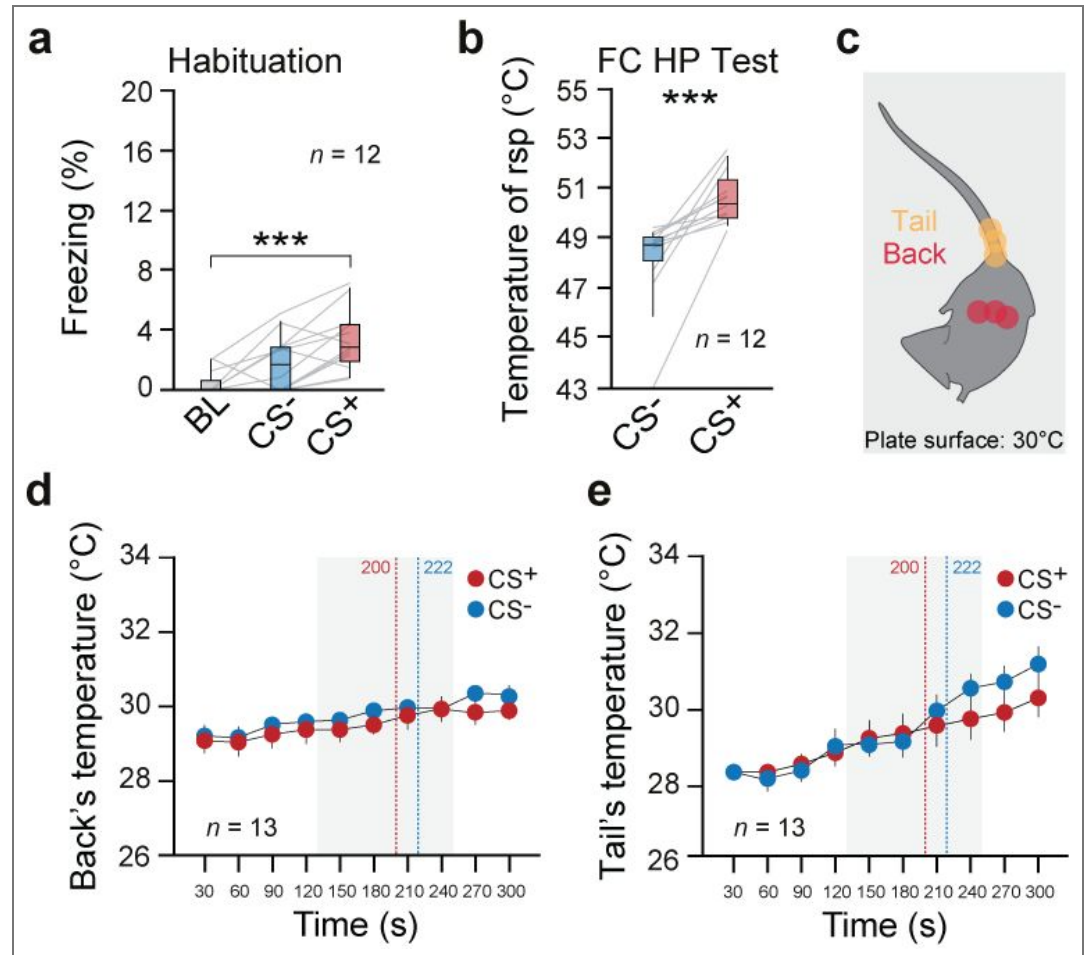 a
Habituation
Freezing (%)
20
16
12
8
4
0
n = 12
***
BL
CS-
CS+
b
FC HP Test
Temperature of rsp (°C)
55
53
51
49
47
45
43
***
n = 12
CS-
CS+
c
Tail
Back
Plate surface: 30°C
d
Back's temperature (°C)
34
32
30
28
26
200
222
CS+
CS-
n = 13
30 60 90 120 150 180 210 240 270 300
Time (s)
e
Tail's temperature (°C)
34
32
30
28
26
200
222
CS+
CS-
n = 13
30 60 90 120 150 180 210 240 270 300
Time (s)